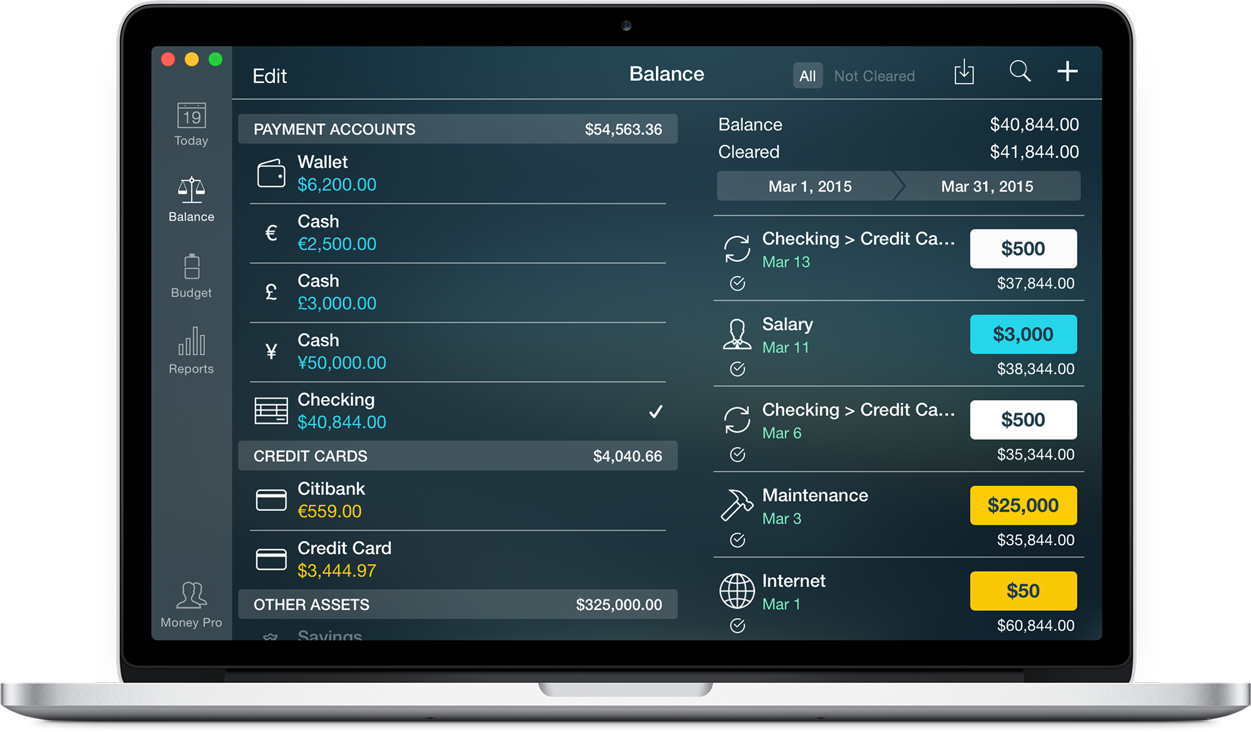 Edit
Balance
All
Not Cleared
19
Today
Balance
Budget
Reports
Money Pro
PAYMENT ACCOUNTS $54,563.36
Wallet
$6,200.00
€
Cash
€2,500.00
£
Cash
£3,000.00
¥
Cash
¥50,000.00
Checking
$40,844.00
CREDIT CARDS $4,040.66
Citibank
€559.00
Credit Card
$3,444.97
OTHER ASSETS $325,000.00
Savings
Balance $40,844.00
Cleared $41,844.00
Mar 1, 2015 Mar 31, 2015
Checking > Credit Ca... $500
Mar 13
$37,844.00
Salary $3,000
Mar 11
$38,344.00
Checking > Credit Ca... $500
Mar 6
$35,344.00
Maintenance $25,000
Mar 3
$35,844.00
Internet $50
Mar 1
$60,844.00